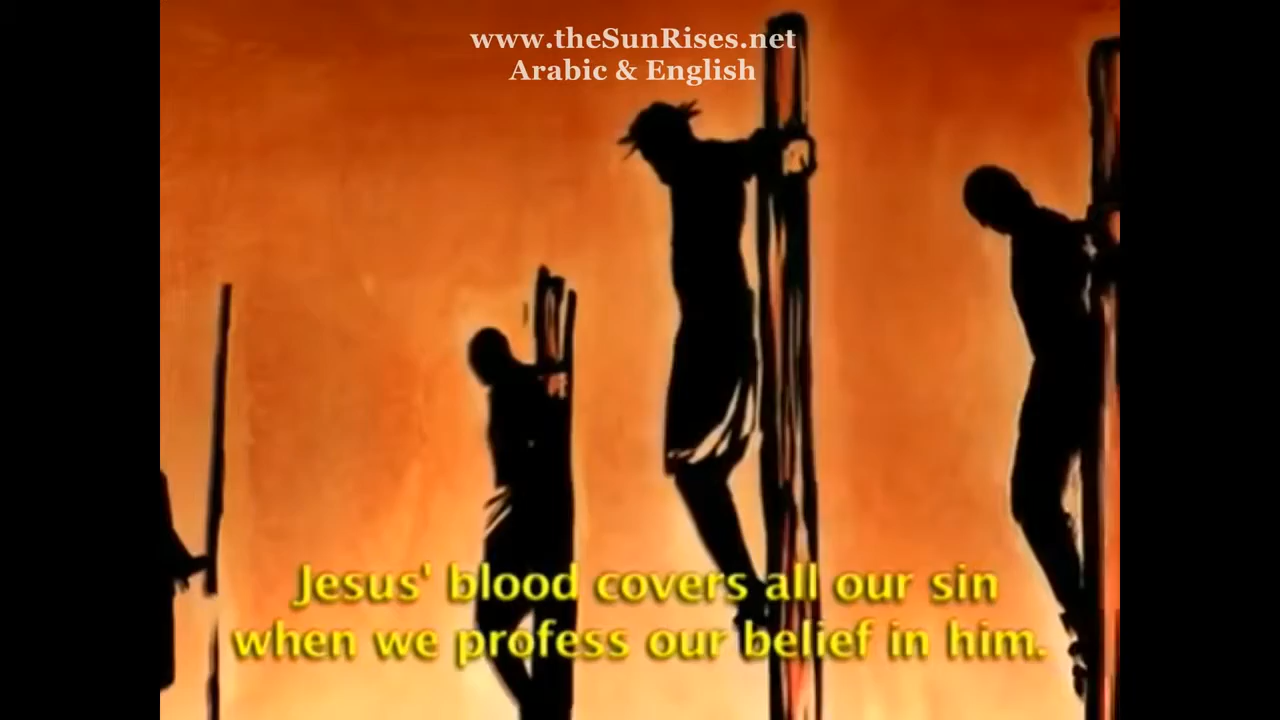 www.theSunRises.net
Arabic & English
Jesus' blood covers all our sin
when we profess our belief in him.